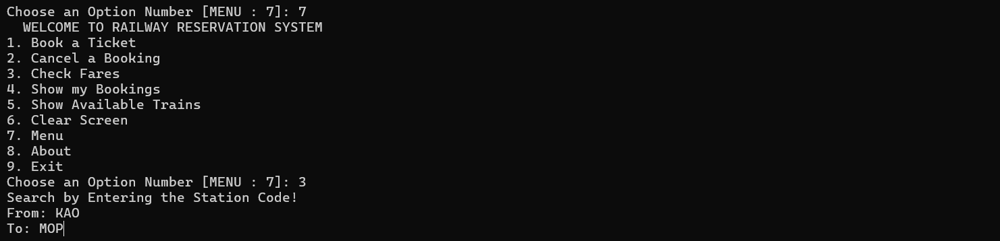 Choose an Option Number [MENU : 7]: 7
WELCOME TO RAILWAY RESERVATION SYSTEM
1. Book a Ticket
2. Cancel a Booking
3. Check Fares
4. Show my Bookings
5. Show Available Trains
6. Clear Screen
7. Menu
8. About
9. Exit
Choose an Option Number [MENU : 7]: 3
Search by Entering the Station Code!
From: KAO
To: MOP